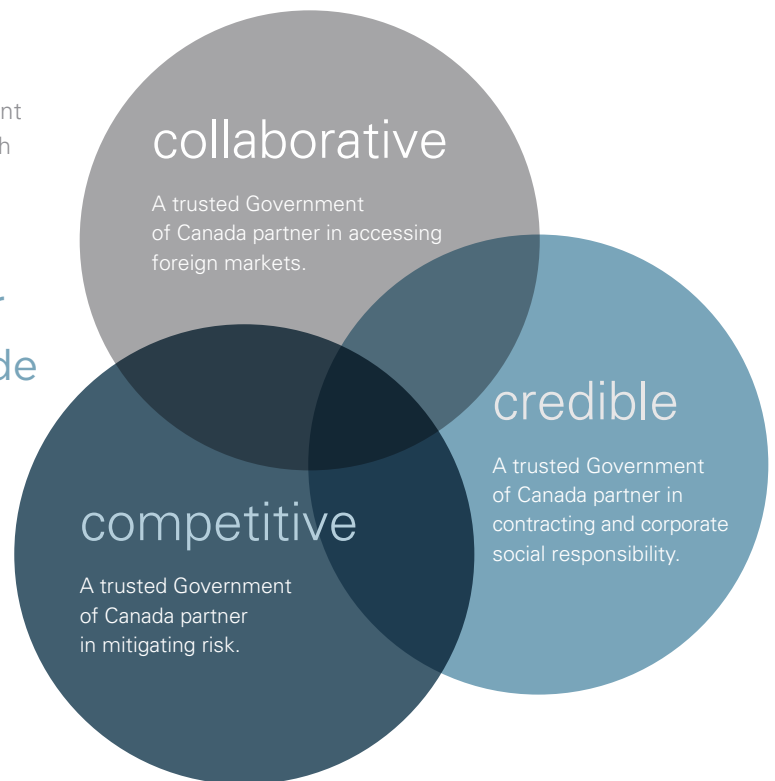 collaborative
A trusted Government
of Canada partner in accessing
foreign markets.
credible
A trusted Government
of Canada partner in
contracting and corporate
social responsibility.
competitive
A trusted Government
of Canada partner
in mitigating risk.